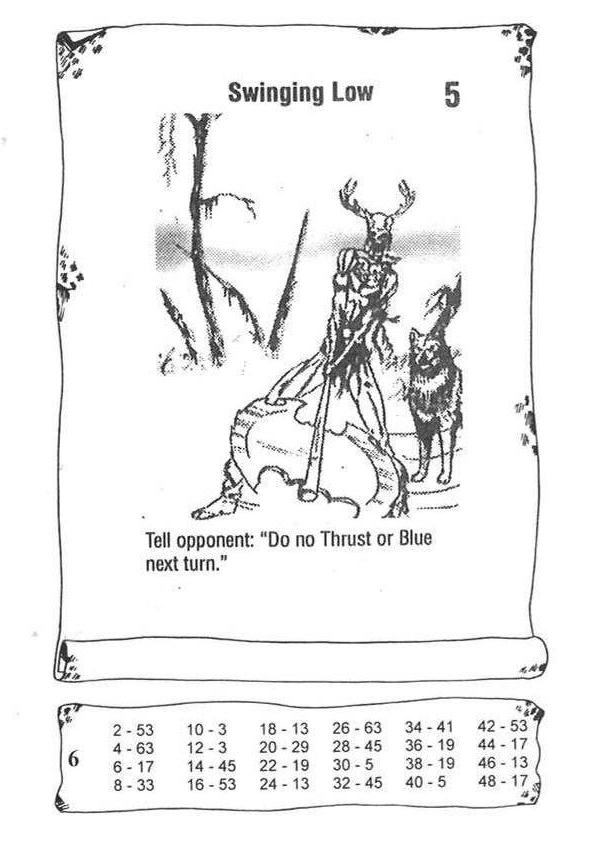 Swinging Low 5
Tell opponent: “Do no Thrust or Blue
next turn.”
6
2 - 53 10 - 3 18 - 13 26 - 63 34 - 41 42 - 53
4 - 63 12 - 3 20 - 29 28 - 45 36 - 19 44 - 17
6 - 17 14 - 45 22 - 19 30 - 5 38 - 19 46 - 13
8 - 33 16 - 53 24 - 13 32 - 45 40 - 5 48 - 17